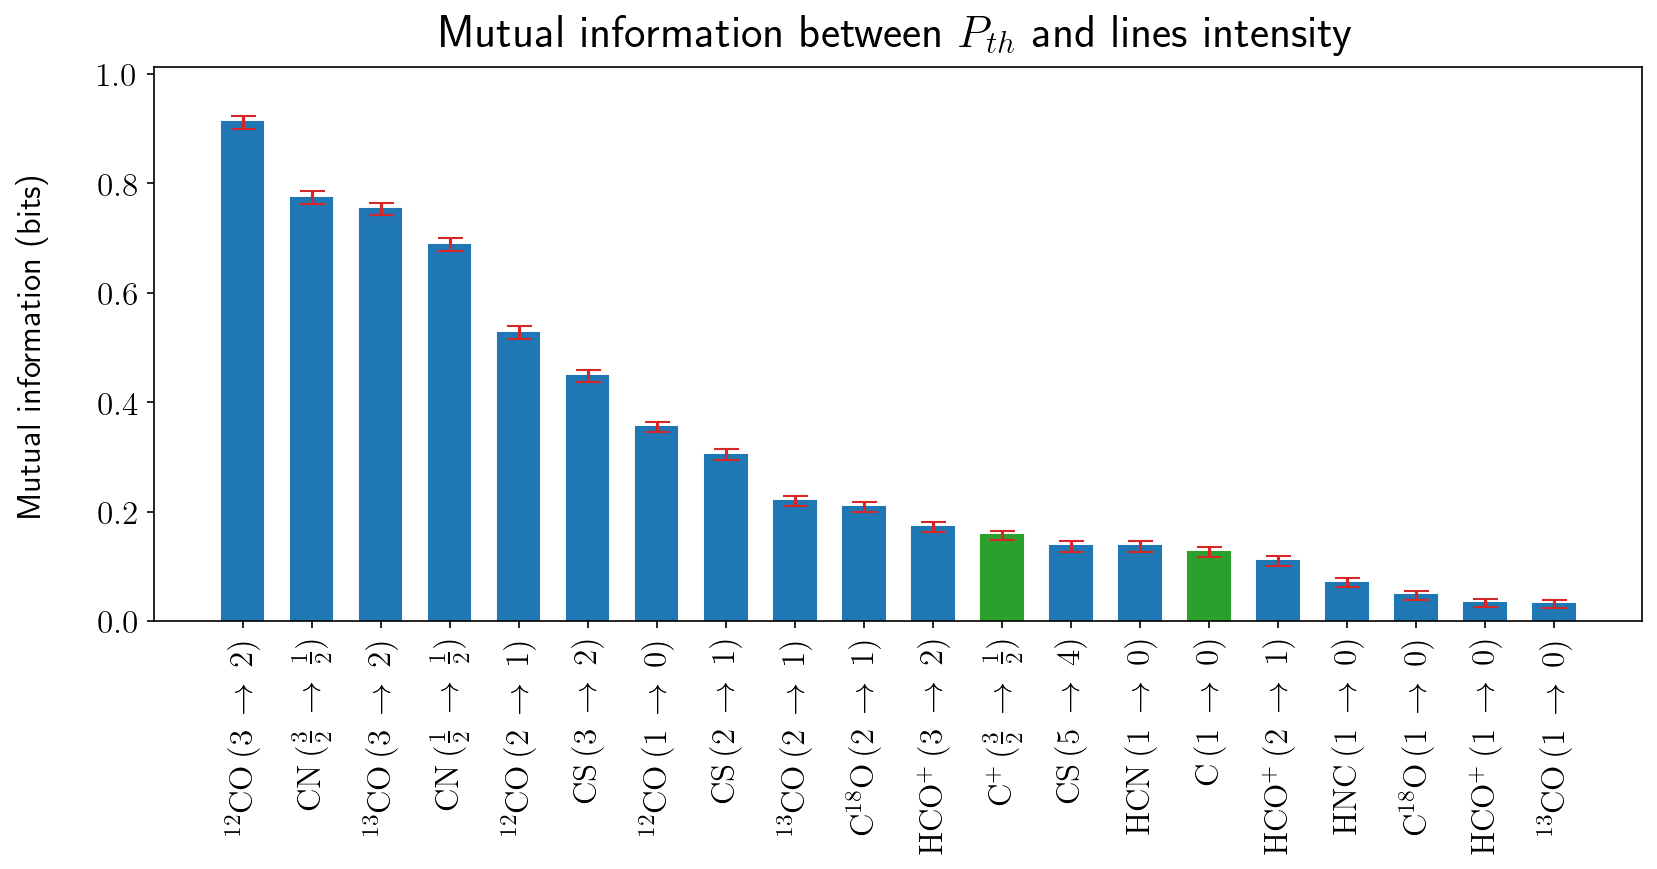 Mutual information between P_th and lines intensity
Mutual information (bits)
1.0
0.8
0.6
0.4
0.2
0.0
¹²CO (3 → 2)
CN (3/2 → 1/2)
¹³CO (3 → 2)
CN (1/2 → 1/2)
¹²CO (2 → 1)
CS (3 → 2)
¹²CO (1 → 0)
CS (2 → 1)
¹³CO (2 → 1)
C¹⁸O (2 → 1)
HCO⁺ (3 → 2)
C⁺ (3/2 → 1/2)
CS (5 → 4)
HCN (1 → 0)
C (1 → 0)
HCO⁺ (2 → 1)
HNC (1 → 0)
C¹⁸O (1 → 0)
HCO⁺ (1 → 0)
¹³CO (1 → 0)